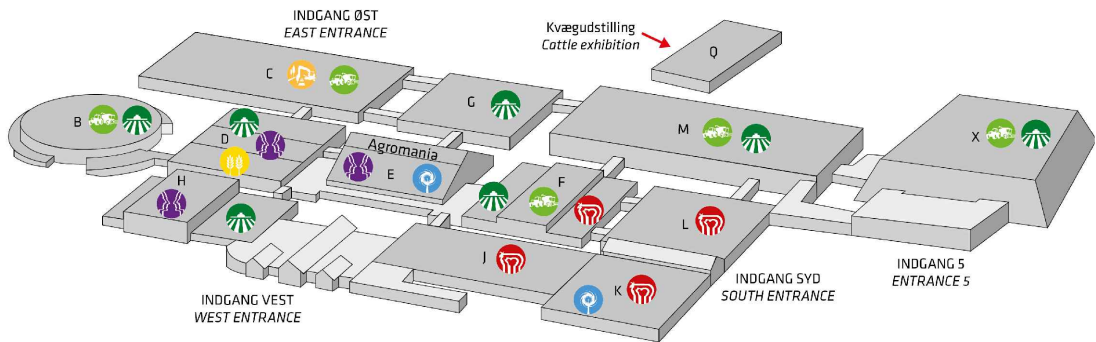 INDGANG ØST
EAST ENTRANCE
Kvægudstilling
Cattle exhibition
Q
C
G
B
D
M
X
Agromania
E
H
F
L
J
K
INDGANG VEST
WEST ENTRANCE
INDGANG SYD
SOUTH ENTRANCE
INDGANG 5
ENTRANCE 5